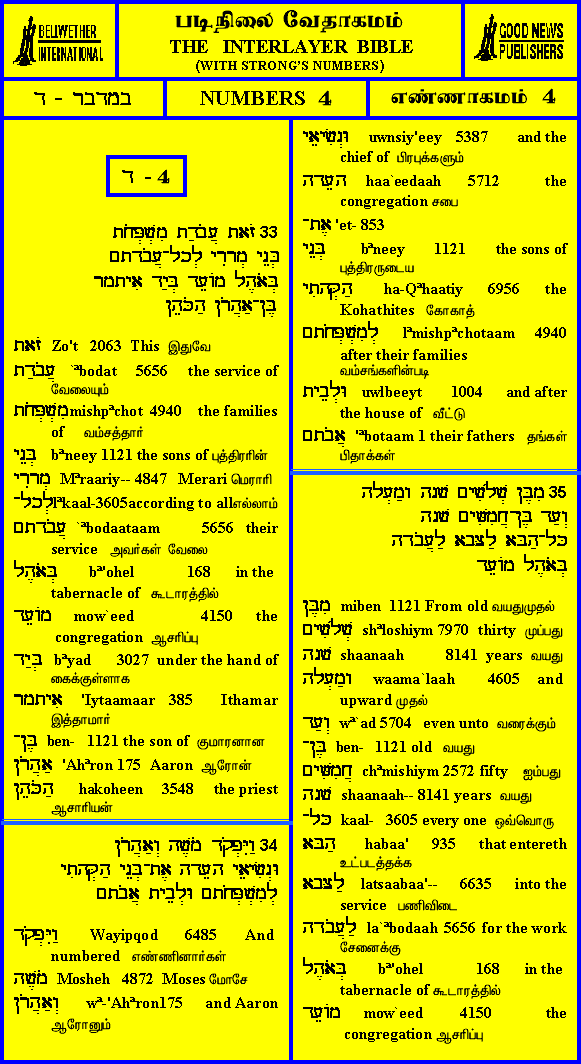 BELLWETHER
INTERNATIONAL
படிநிலை வேதாகமம்
THE INTERLAYER BIBLE
(WITH STRONG'S NUMBERS)
GOOD NEWS
PUBLISHERS
במדבר - ד
NUMBERS 4
எண்ணாகமம் 4
ד - 4
33 זֹאת עֲבֹדַת מִשְׁפְּחֹת
בְּנֵי מְרָרִי לְכָל־עֲבֹדָתָם
בְּאֹהֶל מוֹעֵד בְּיַד אִיתָמָר
בֶּן־אַהֲרֹן הַכֹּהֵן
זֹאת Zo't 2063 This இதுவே
עֲבֹדַת `ªbodat 5656 the service of
வேலையும்
מִשְׁפְּחֹת mishpªchot 4940 the families
of வம்சத்தார்
בְּנֵי bªneey 1121 the sons of புத்திரரின்
מְרָרִי Mªraariy-- 4847 Merari மெராரி
לְכָל־ lªkaal-3605according to all எல்லாம்
עֲבֹדָתָם `ªbodaataam 5656 their
service அவர்கள் வேலை
בְּאֹהֶל bª'ohel 168 in the
tabernacle of கூடாரத்தில்
מוֹעֵד mow`eed 4150 the
congregation ஆசரிப்பு
בְּיַד bªyad 3027 under the hand of
கைக்குள்ளாக
אִיתָמָר 'Iytaamaar 385 Ithamar
இத்தாமார்
בֶּן־ ben- 1121 the son of குமாரனான
אַהֲרֹן 'Ahªron 175 Aaron ஆரோன்
הַכֹּהֵן hakoheen 3548 the priest
ஆசாரியன்
34 וַיִּפְקֹד מֹשֶׁה וְאַהֲרֹן
וּנְשִׂיאֵי הָעֵדָה אֶת־בְּנֵי הַקְּהָתִי
לְמִשְׁפְּחֹתָם וּלְבֵית אֲבֹתָם
וַיִּפְקֹד Wayipqod 6485 And
numbered எண்ணினார்கள்
מֹשֶׁה Mosheh 4872 Moses மோசே
וְאַהֲרֹן wª-'Ahªron175 and Aaron
ஆரோனும்
וּנְשִׂיאֵי uwnsiy'eey 5387 and the
chief of பிரபுக்களும்
הָעֵדָה haa`eedaah 5712 the
congregation சபை
אֶת־ 'et- 853
בְּנֵי bªneey 1121 the sons of
புத்திரருடைய
הַקְּהָתִי ha-Qªhaatiy 6956 the
Kohathites கோகாத்
לְמִשְׁפְּחֹתָם lªmishpªchotaam 4940
after their families
வம்சங்களின்படி
וּלְבֵית uwlbeeyt 1004 and after
the house of வீட்டு
אֲבֹתָם 'ªbotaam 1 their fathers தங்கள்
பிதாக்கள்
35 מִבֶּן שְׁלֹשִׁים שָׁנָה וָמַעְלָה
וְעַד בֶּן־חֲמִשִּׁים שָׁנָה
כָּל־הַבָּא לַצָּבָא לַעֲבֹדָה
בְּאֹהֶל מוֹעֵד
מִבֶּן miben 1121 From old வயதுமுதல்
שְׁלֹשִׁים shªloshiym 7970 thirty முப்பது
שָׁנָה shaanaah 8141 years வயது
וָמַעְלָה waama`laah 4605 and
upward முதல்
וְעַד wª`ad 5704 even unto வரைக்கும்
בֶּן־ ben- 1121 old வயது
חֲמִשִּׁים chªmishiym 2572 fifty ஐம்பது
שָׁנָה shaanaah-- 8141 years வயது
כָּל־ kaal- 3605 every one ஒவ்வொரு
הַבָּא habaa' 935 that entereth
உட்படத்தக்க
לַצָּבָא latsaabaa'-- 6635 into the
service பணிவிடை
לַעֲבֹדָה la`ªbodaah 5656 for the work
சேனைக்கு
בְּאֹהֶל bª'ohel 168 in the
tabernacle of கூடாரத்தில்
מוֹעֵד mow`eed 4150 the
congregation ஆசரிப்பு